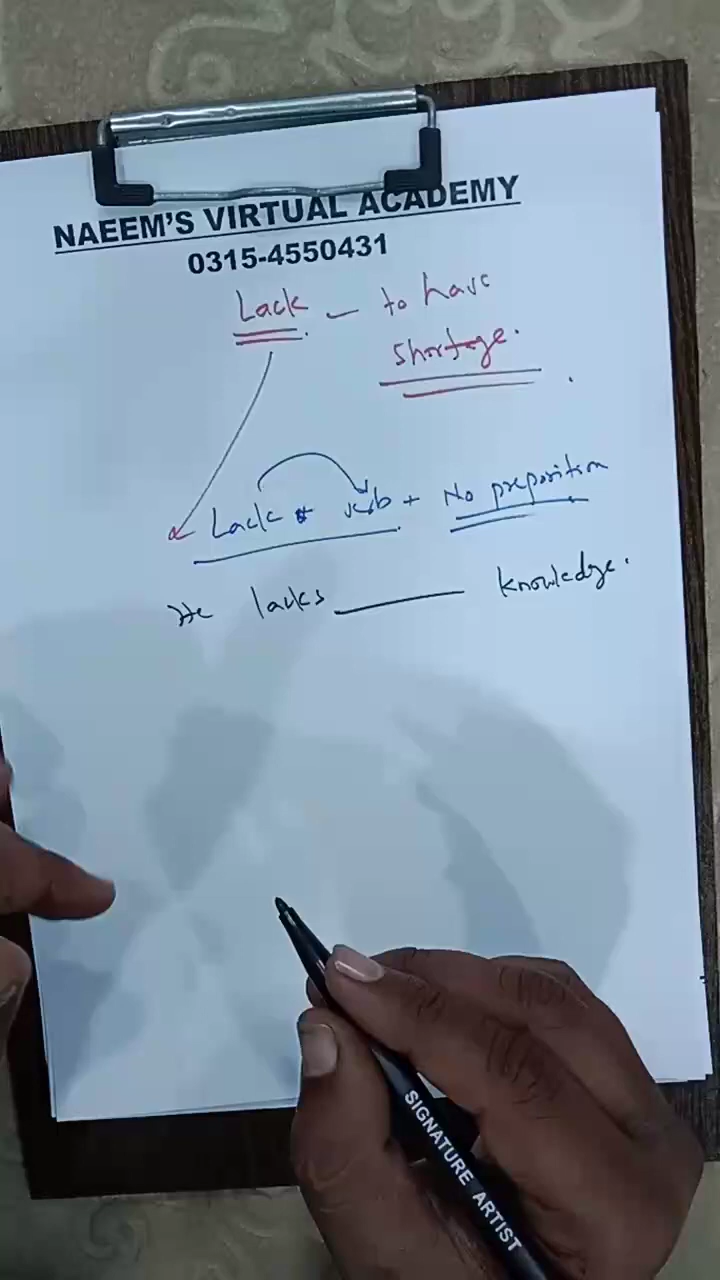 NAEEM'S VIRTUAL ACADEMY
0315-4550431
Lack – to have
shortage.
Lack verb + No preposition
He lacks ______ knowledge.
SIGNATURE ARTIST